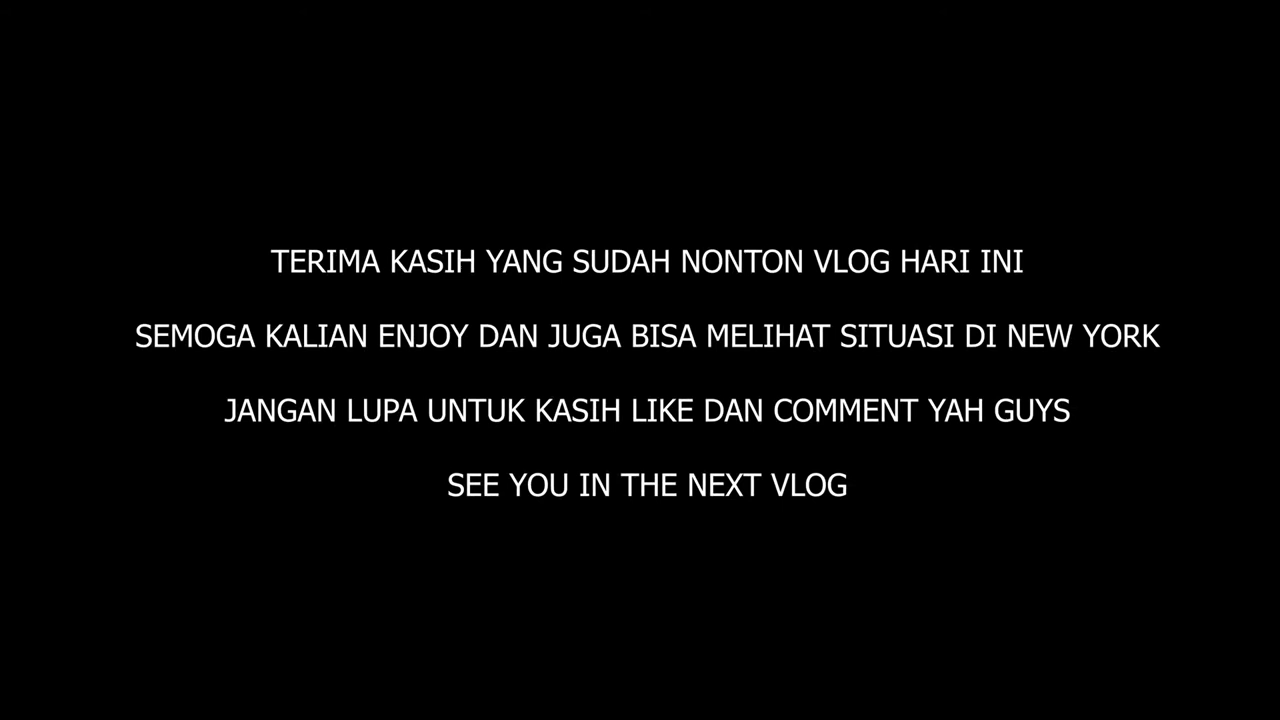 TERIMA KASIH YANG SUDAH NONTON VLOG HARI INI
SEMOGA KALIAN ENJOY DAN JUGA BISA MELIHAT SITUASI DI NEW YORK
JANGAN LUPA UNTUK KASIH LIKE DAN COMMENT YAH GUYS
SEE YOU IN THE NEXT VLOG